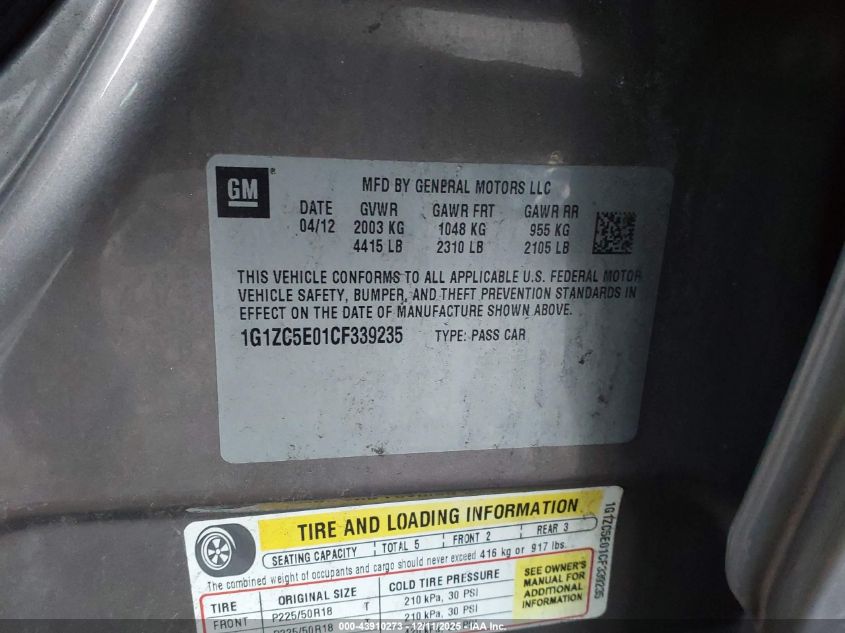 GM
MFD BY GENERAL MOTORS LLC
DATE GVWR GAWR FRT GAWR RR
04/12 2003 KG 1048 KG 955 KG
4415 LB 2310 LB 2105 LB
THIS VEHICLE CONFORMS TO ALL APPLICABLE U.S. FEDERAL MOTOR
VEHICLE SAFETY, BUMPER, AND THEFT PREVENTION STANDARDS IN
EFFECT ON THE DATE OF MANUFACTURE SHOWN ABOVE.
1G1ZC5E01CF339235 TYPE: PASS CAR
TIRE AND LOADING INFORMATION
SEATING CAPACITY TOTAL 5 FRONT 2 REAR 3
The combined weight of occupants and cargo should never exceed 416 kg or 917 lbs.
TIRE ORIGINAL SIZE COLD TIRE PRESSURE
FRONT P225/50R18 T 210 kPa, 30 PSI
P225/50R18 210 kPa, 30 PSI
SEE OWNER'S
MANUAL FOR
ADDITIONAL
INFORMATION
1G1ZC5E01CF339235
000-43910273 - 12/11/2025 - IAA Inc.